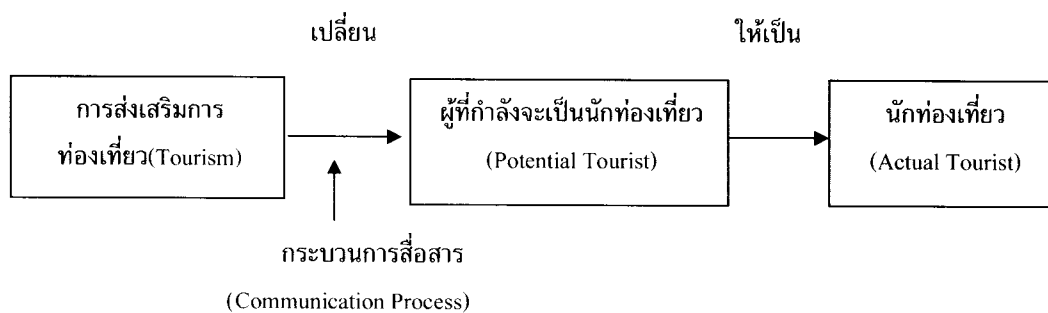 เปลี่ยน
ให้เป็น
การส่งเสริมการ
ท่องเที่ยว(Tourism)
ผู้ที่กำลังจะเป็นนักท่องเที่ยว
(Potential Tourist)
นักท่องเที่ยว
(Actual Tourist)
กระบวนการสื่อสาร
(Communication Process)